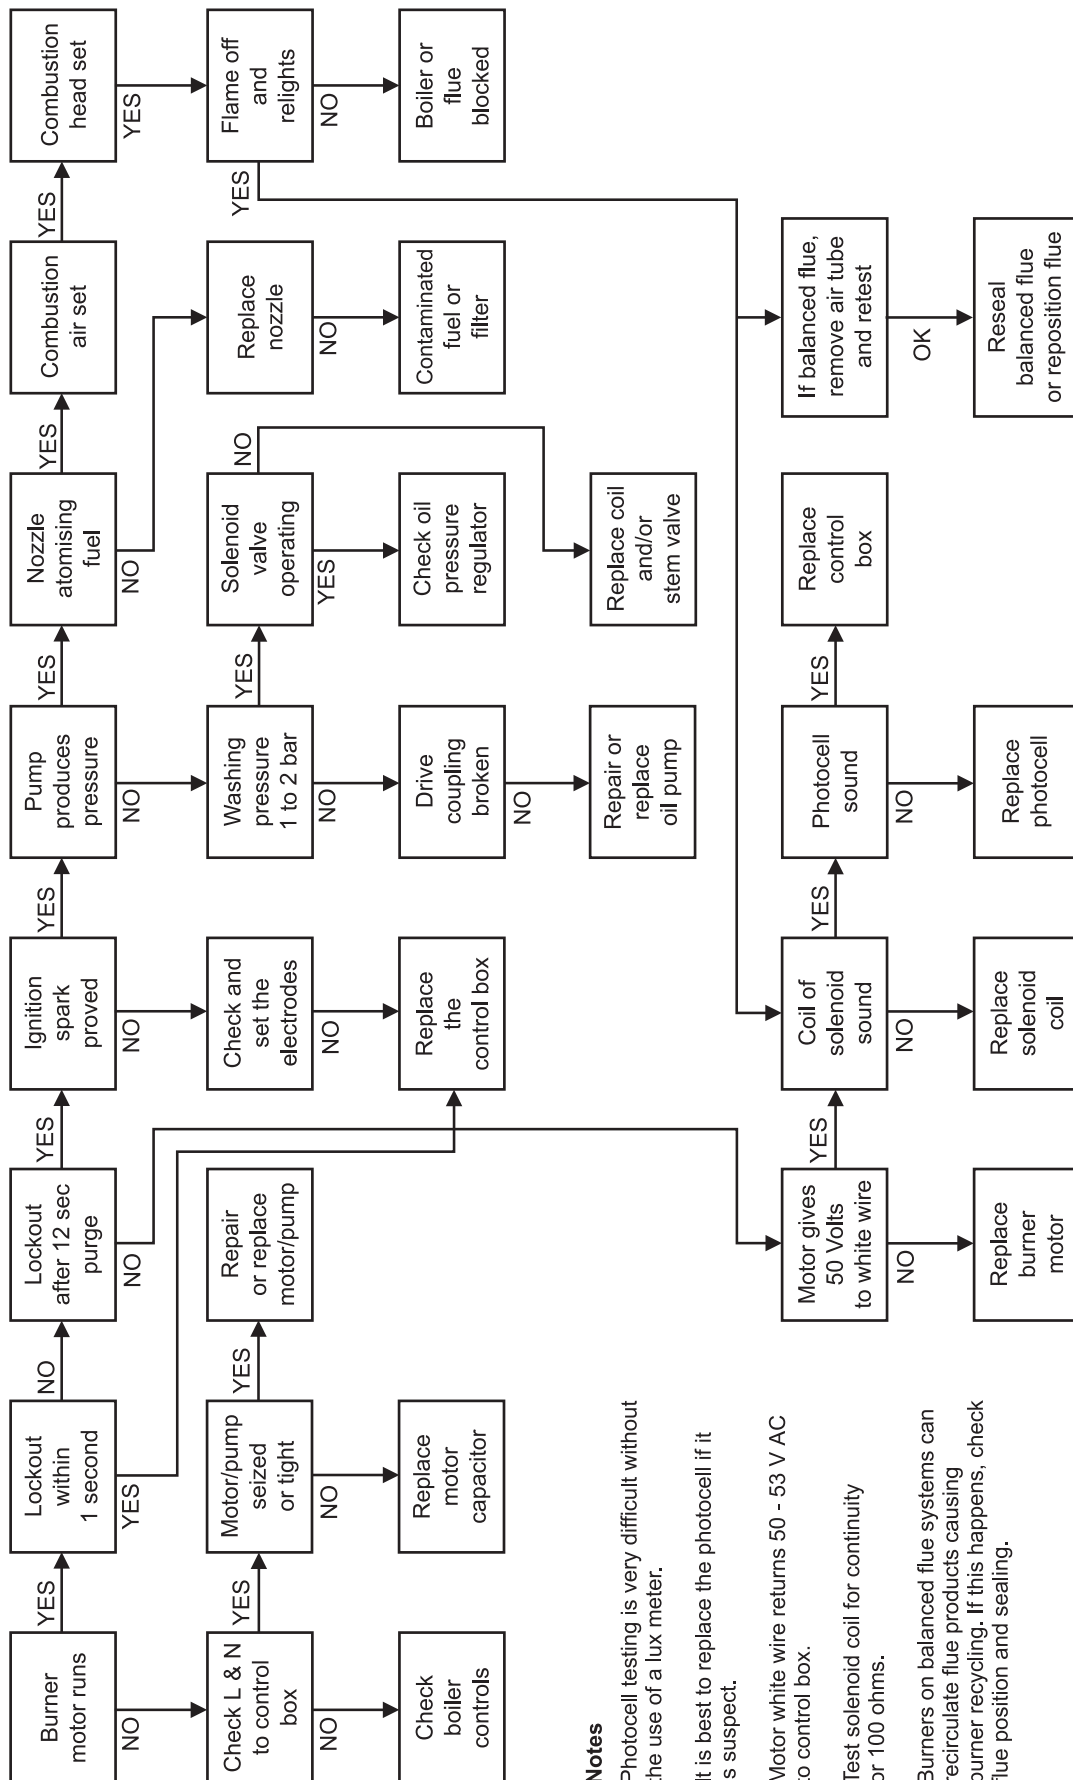 Burner
motor runs
YES
NO
Lockout
within
1 second
NO
YES
Lockout
after 12 sec
purge
YES
NO
Ignition
spark
proved
YES
NO
Pump
produces
pressure
YES
NO
Nozzle
atomising
fuel
YES
NO
Combustion
air set
YES
Combustion
head set
YES
Check L & N
to control
box
YES
NO
Motor/pump
seized
or tight
YES
NO
Repair
or replace
motor/pump
Check and
set the
electrodes
NO
Washing
pressure
1 to 2 bar
YES
NO
Solenoid
valve
operating
NO
YES
Replace
nozzle
NO
Flame off
and
relights
YES
NO
Check
boiler
controls
Replace
motor
capacitor
Replace
the
control box
Drive
coupling
broken
NO
Check oil
pressure
regulator
Contaminated
fuel or
filter
Boiler or
flue
blocked
Repair or
replace
oil pump
Replace coil
and/or
stem valve
Motor gives
50 Volts
to white wire
YES
NO
Coil of
solenoid
sound
YES
NO
Photocell
sound
YES
NO
Replace
control
box
If balanced flue,
remove air tube
and retest
OK
Replace
burner
motor
Replace
solenoid
coil
Replace
photocell
Reseal
balanced flue
or reposition flue
Notes
Photocell testing is very difficult without
the use of a lux meter.
It is best to replace the photocell if it
is suspect.
Motor white wire returns 50 - 53 V AC
to control box.
Test solenoid coil for continuity
or 100 ohms.
Burners on balanced flue systems can
recirculate flue products causing
burner recycling. If this happens, check
flue position and sealing.